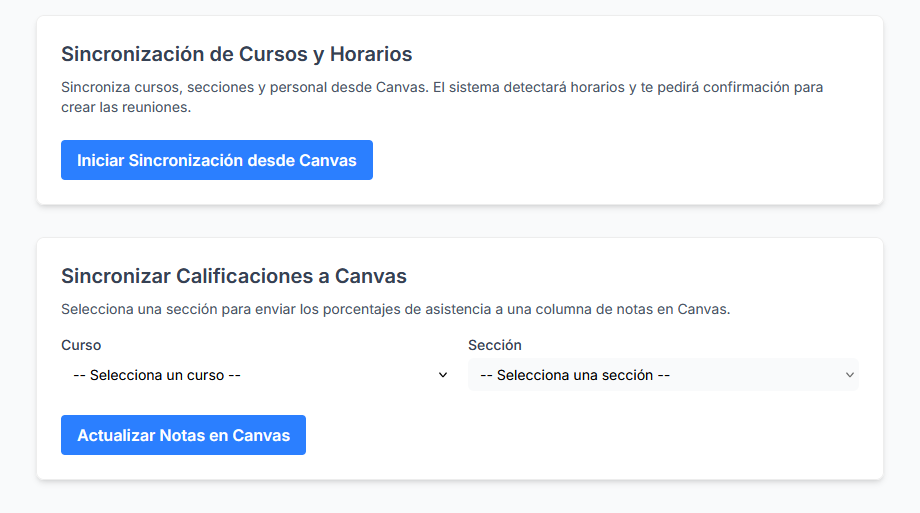 Sincronización de Cursos y Horarios
Sincroniza cursos, secciones y personal desde Canvas. El sistema detectará horarios y te pedirá confirmación para
crear las reuniones.
Iniciar Sincronización desde Canvas
Sincronizar Calificaciones a Canvas
Selecciona una sección para enviar los porcentajes de asistencia a una columna de notas en Canvas.
Curso
Sección
-- Selecciona un curso --
-- Selecciona una sección --
Actualizar Notas en Canvas